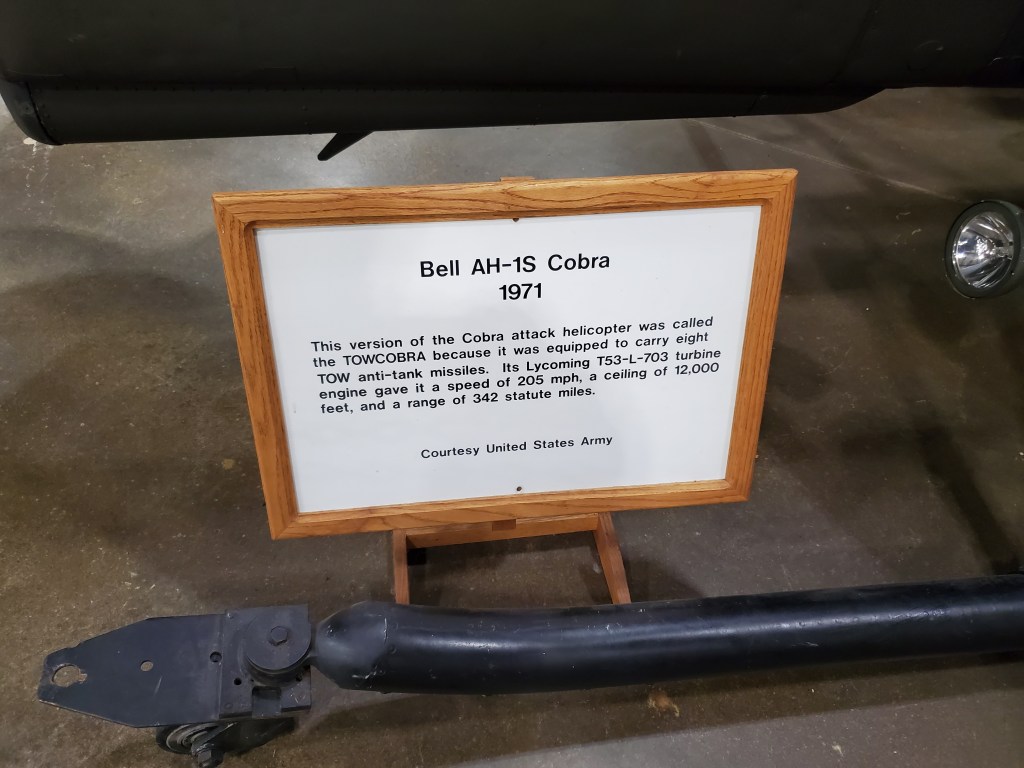 Bell AH-1S Cobra
1971
This version of the Cobra attack helicopter was called
the TOWCOBRA because it was equipped to carry eight
TOW anti-tank missiles. Its Lycoming T53-L-703 turbine
engine gave it a speed of 205 mph, a ceiling of 12,000
feet, and a range of 342 statute miles.
Courtesy United States Army